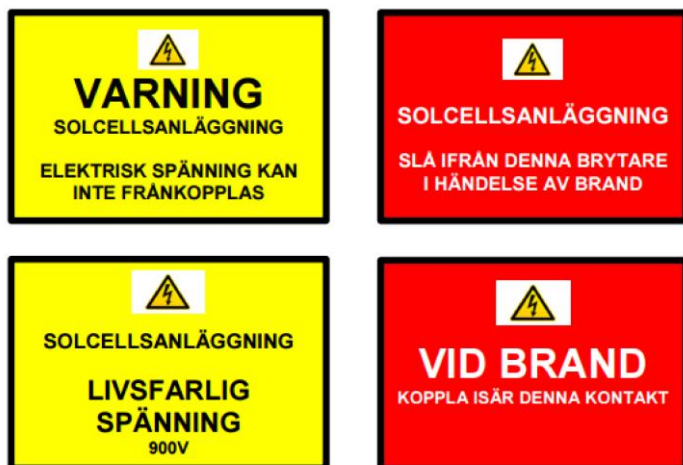 VARNING
SOLCELLSANLÄGGNING
ELEKTRISK SPÄNNING KAN
INTE FRÅNKOPPLAS
SOLCELLSANLÄGGNING
SLÅ IFRÅN DENNA BRYTARE
I HÄNDELSE AV BRAND
SOLCELLSANLÄGGNING
LIVSFARLIG
SPÄNNING
900V
VID BRAND
KOPPLA ISÄR DENNA KONTAKT